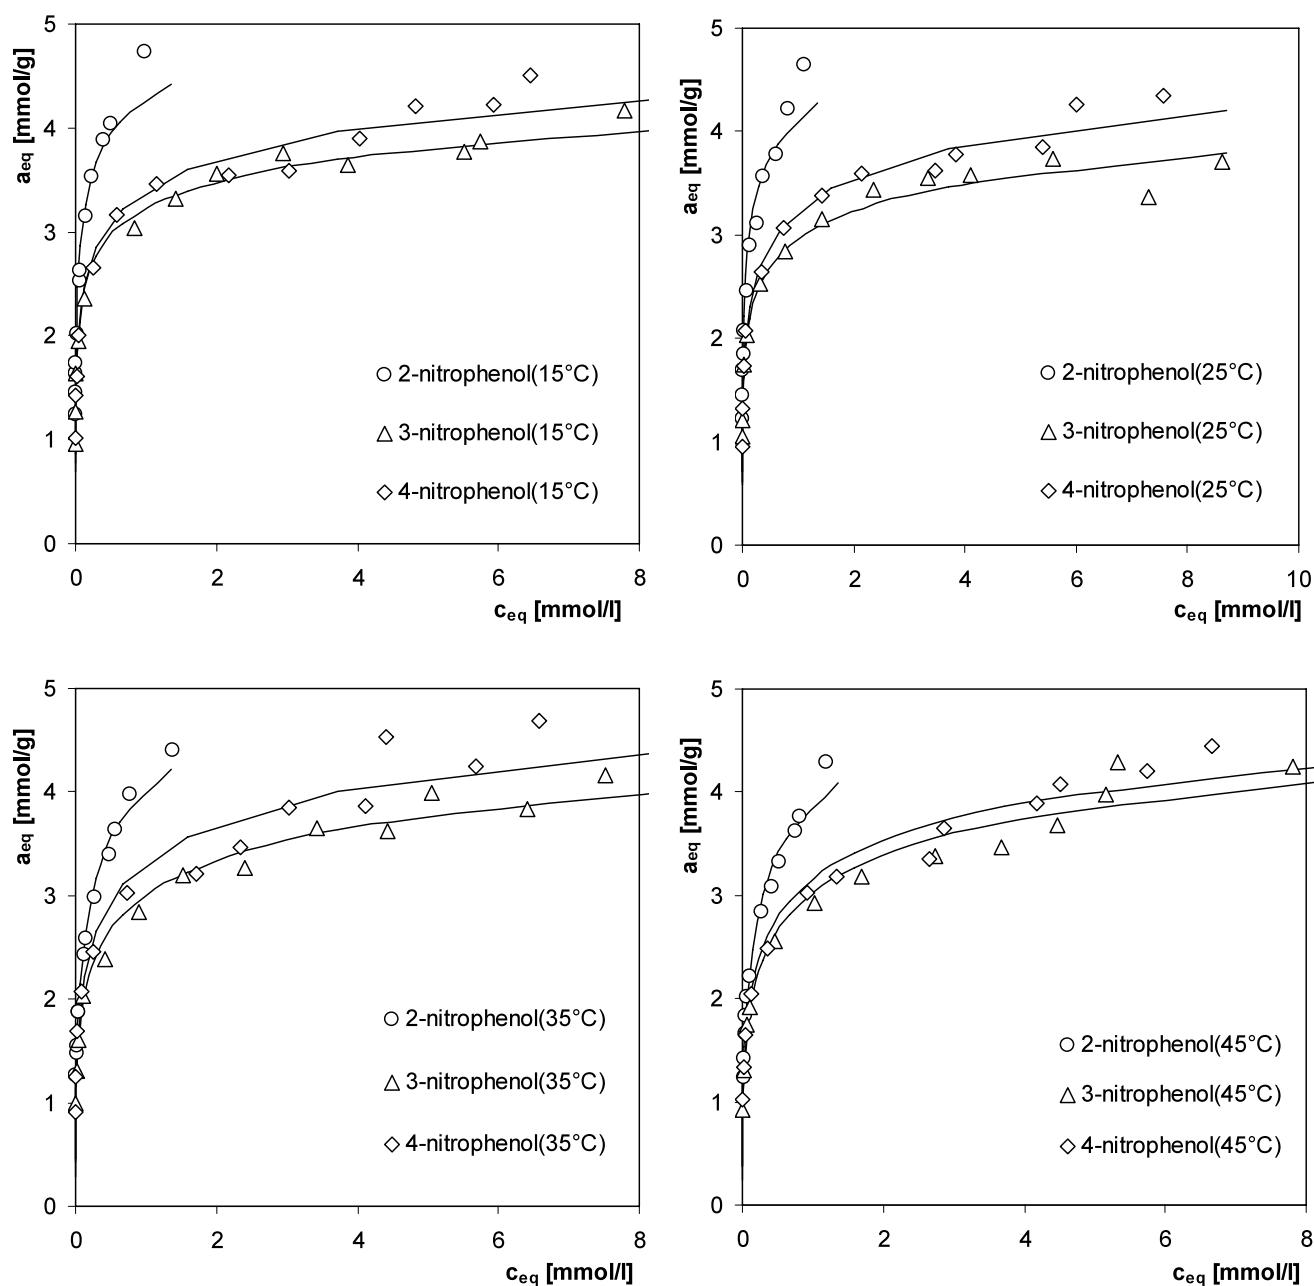 5
4
3
2
1
0
aeq [mmol/g]
2-nitrophenol(15°C)
3-nitrophenol(15°C)
4-nitrophenol(15°C)
0 2 4 6 8
ceq [mmol/l]
5
4
3
2
1
0
aeq [mmol/g]
2-nitrophenol(25°C)
3-nitrophenol(25°C)
4-nitrophenol(25°C)
0 2 4 6 8 10
ceq [mmol/l]
5
4
3
2
1
0
aeq [mmol/g]
2-nitrophenol(35°C)
3-nitrophenol(35°C)
4-nitrophenol(35°C)
0 2 4 6 8
ceq [mmol/l]
5
4
3
2
1
0
aeq [mmol/g]
2-nitrophenol(45°C)
3-nitrophenol(45°C)
4-nitrophenol(45°C)
0 2 4 6 8
ceq [mmol/l]